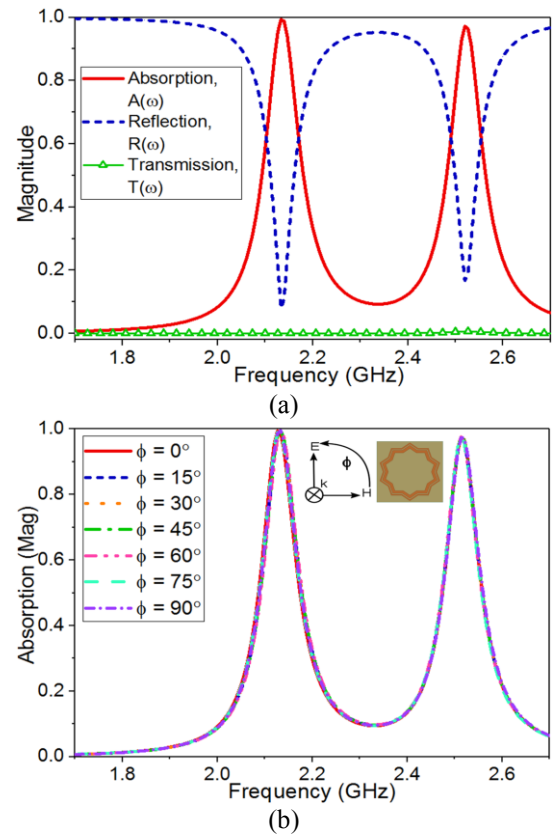 (a)
1.0
0.8
0.6
0.4
0.2
0.0
Magnitude
Absorption,
A(ω)
Reflection,
R(ω)
Transmission,
T(ω)
1.8 2.0 2.2 2.4 2.6
Frequency (GHz)
(a)
1.0
0.8
0.6
0.4
0.2
0.0
Absorption (Mag)
ϕ = 0°
ϕ = 15°
ϕ = 30°
ϕ = 45°
ϕ = 60°
ϕ = 75°
ϕ = 90°
E
ϕ
k
H
1.8 2.0 2.2 2.4 2.6
Frequency (GHz)
(b)